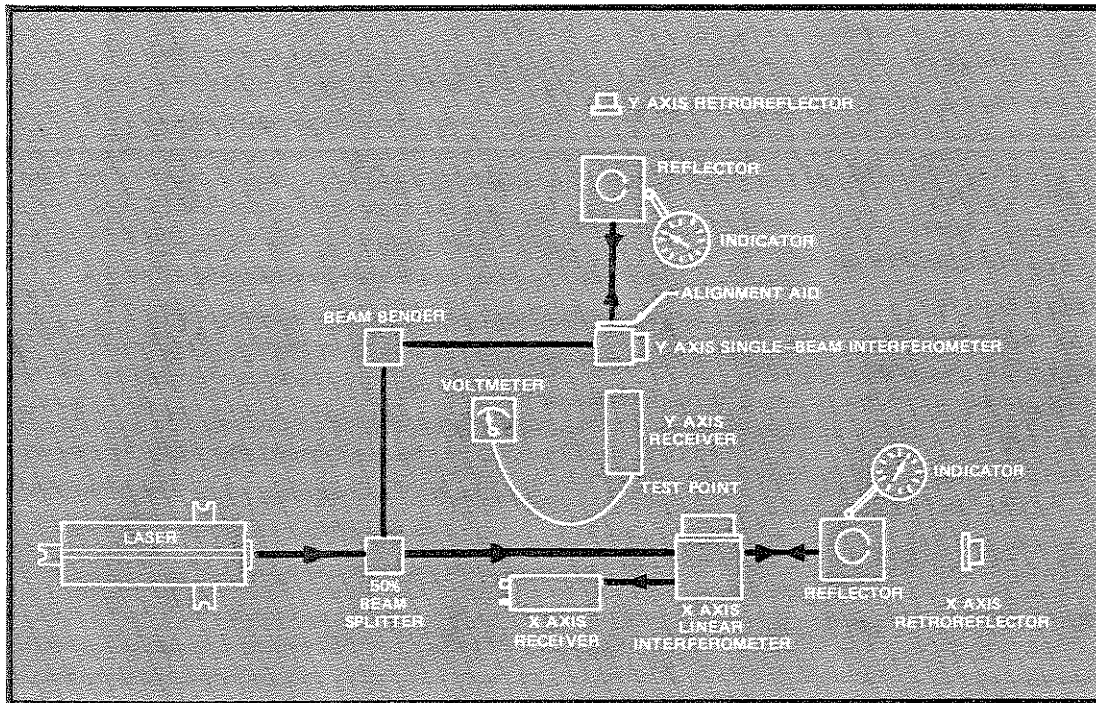 Y AXIS RETROREFLECTOR
REFLECTOR
INDICATOR
ALIGNMENT AID
BEAM BENDER
Y AXIS SINGLE-BEAM INTERFEROMETER
VOLTMETER
Y AXIS
RECEIVER
TEST POINT
INDICATOR
LASER
50%
BEAM
SPLITTER
X AXIS
RECEIVER
X AXIS
LINEAR
INTERFEROMETER
REFLECTOR
X AXIS
RETROREFLECTOR